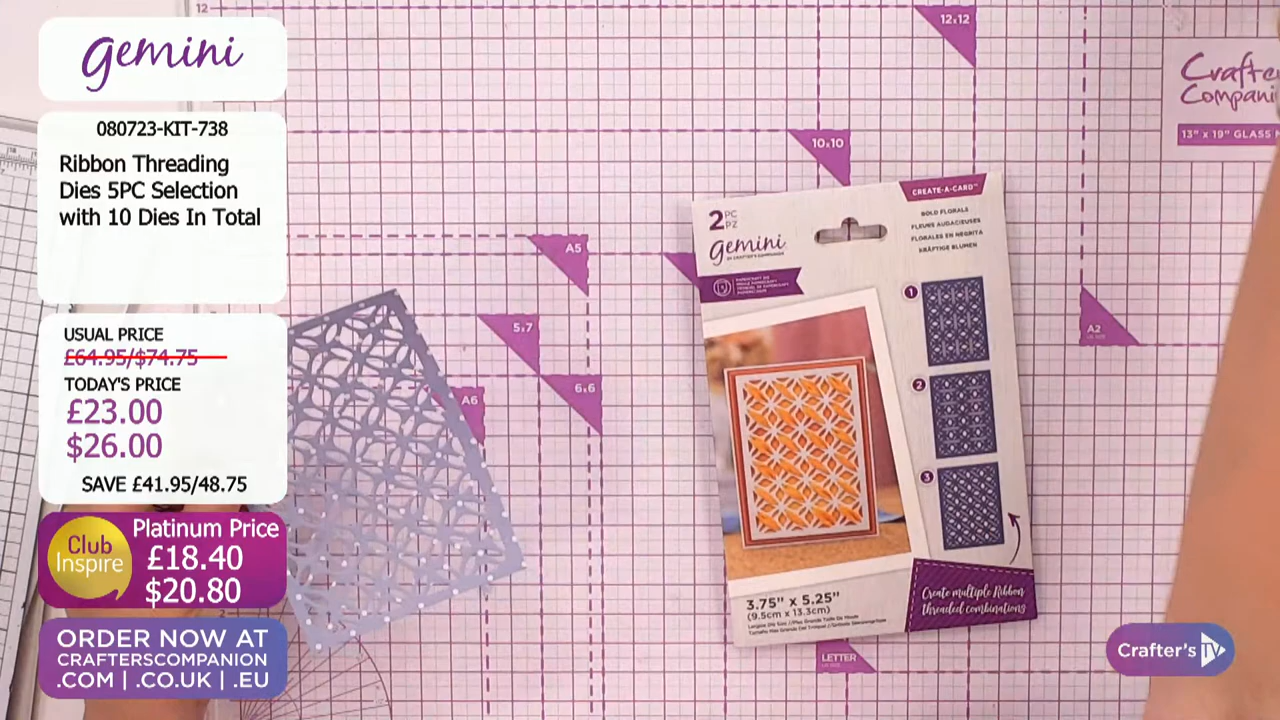 gemini
080723-KIT-738
Ribbon Threading
Dies 5PC Selection
with 10 Dies In Total
USUAL PRICE
£64.95/$74.75
TODAY'S PRICE
£23.00
$26.00
SAVE £41.95/48.75
Club
Inspire
Platinum Price
£18.40
$20.80
ORDER NOW AT
CRAFTERSCOMPANION
.COM | .CO.UK | .EU
12
12x12
10x10
A5
5x7
6x6
A6
A2
LETTER
Crafte
Compani
13" x 19" GLASS M
2 PC
PZ
gemini
BY CRAFTER'S COMPANION
CREATE-A-CARD™
BOLD FLORALS
FLEURS AUDACIEUSES
FLORALES EN NEGRITA
KRÄFTIGE BLUMEN
1
2
3
3.75" x 5.25"
(9.5cm x 13.3cm)
Create multiple Ribbon
threaded combinations
Crafter's TV